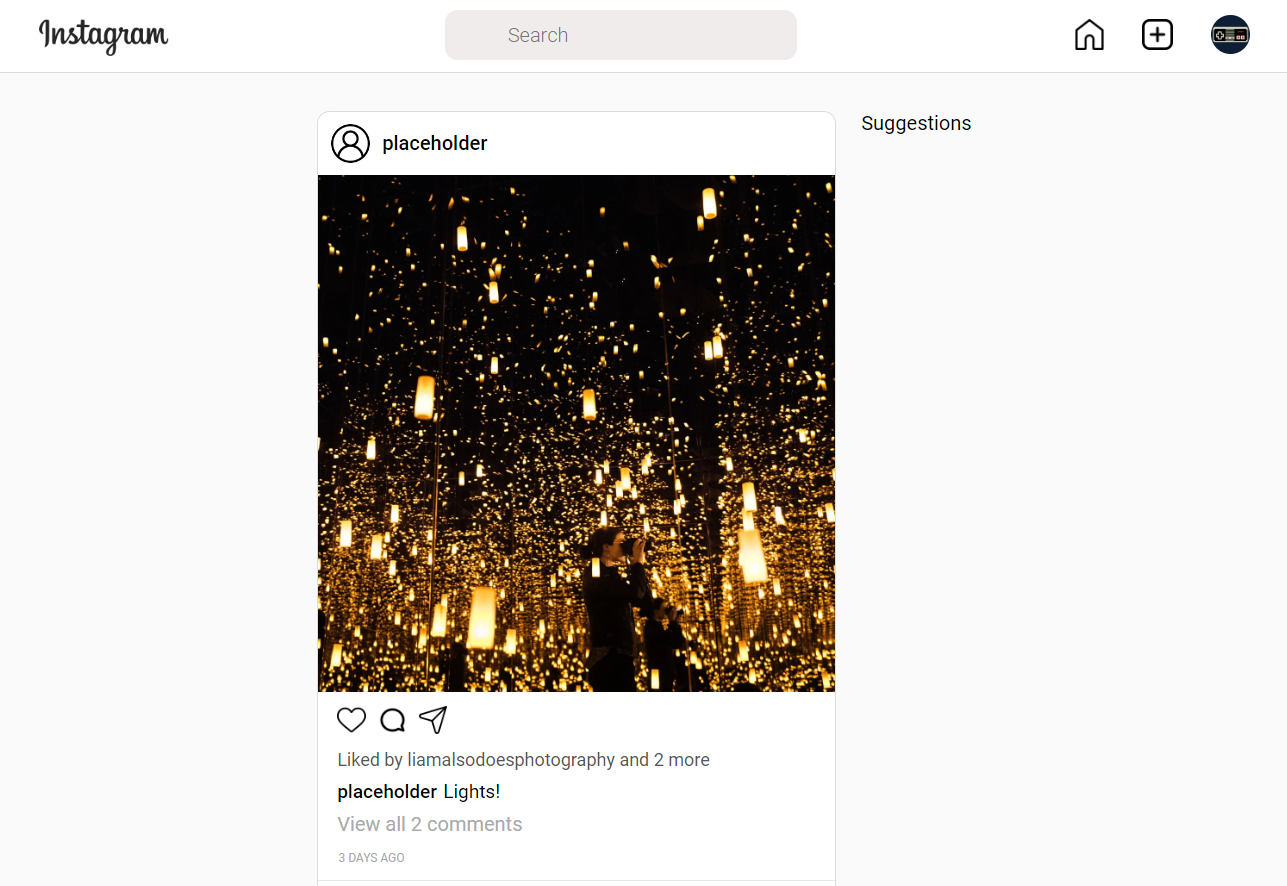 Instagram
Search
placeholder
Suggestions
Liked by liamalsodoesphotography and 2 more
placeholder Lights!
View all 2 comments
3 DAYS AGO